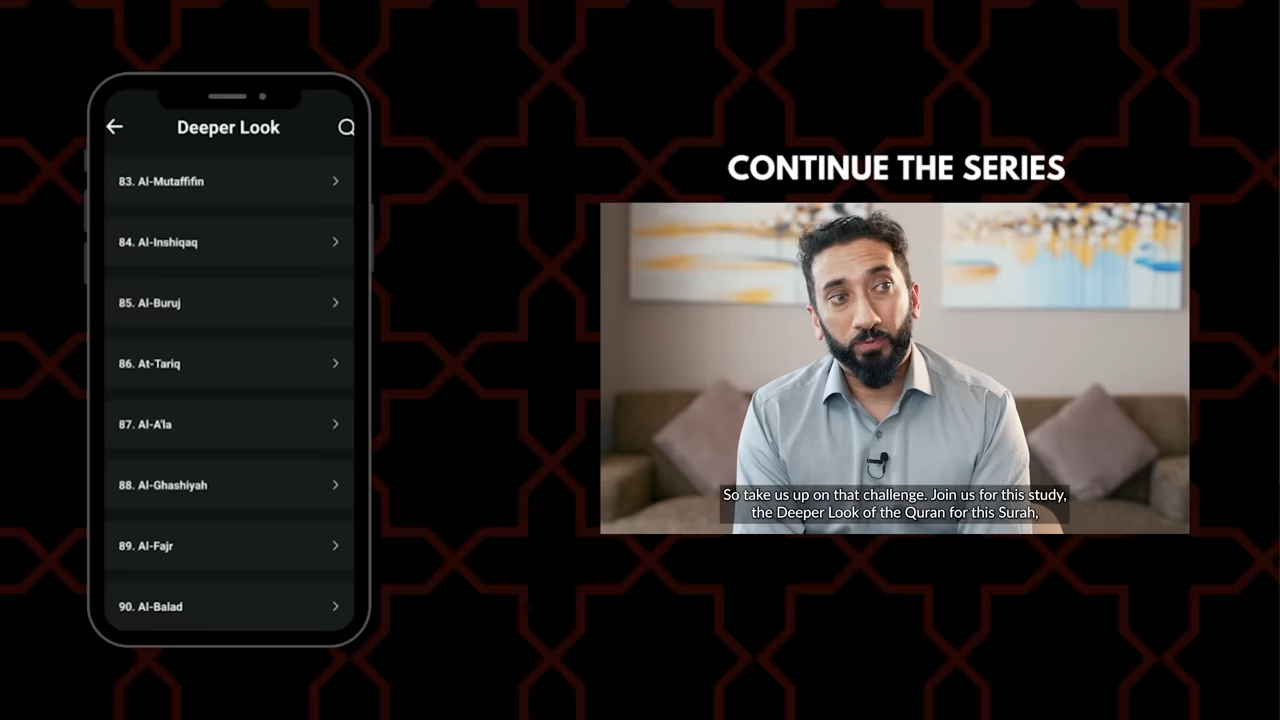 Deeper Look
83. Al-Mutaffifin
84. Al-Inshiqaq
85. Al-Buruj
86. At-Tariq
87. Al-A'la
88. Al-Ghashiyah
89. Al-Fajr
90. Al-Balad
CONTINUE THE SERIES
So take us up on that challenge. Join us for this study,
the Deeper Look of the Quran for this Surah,